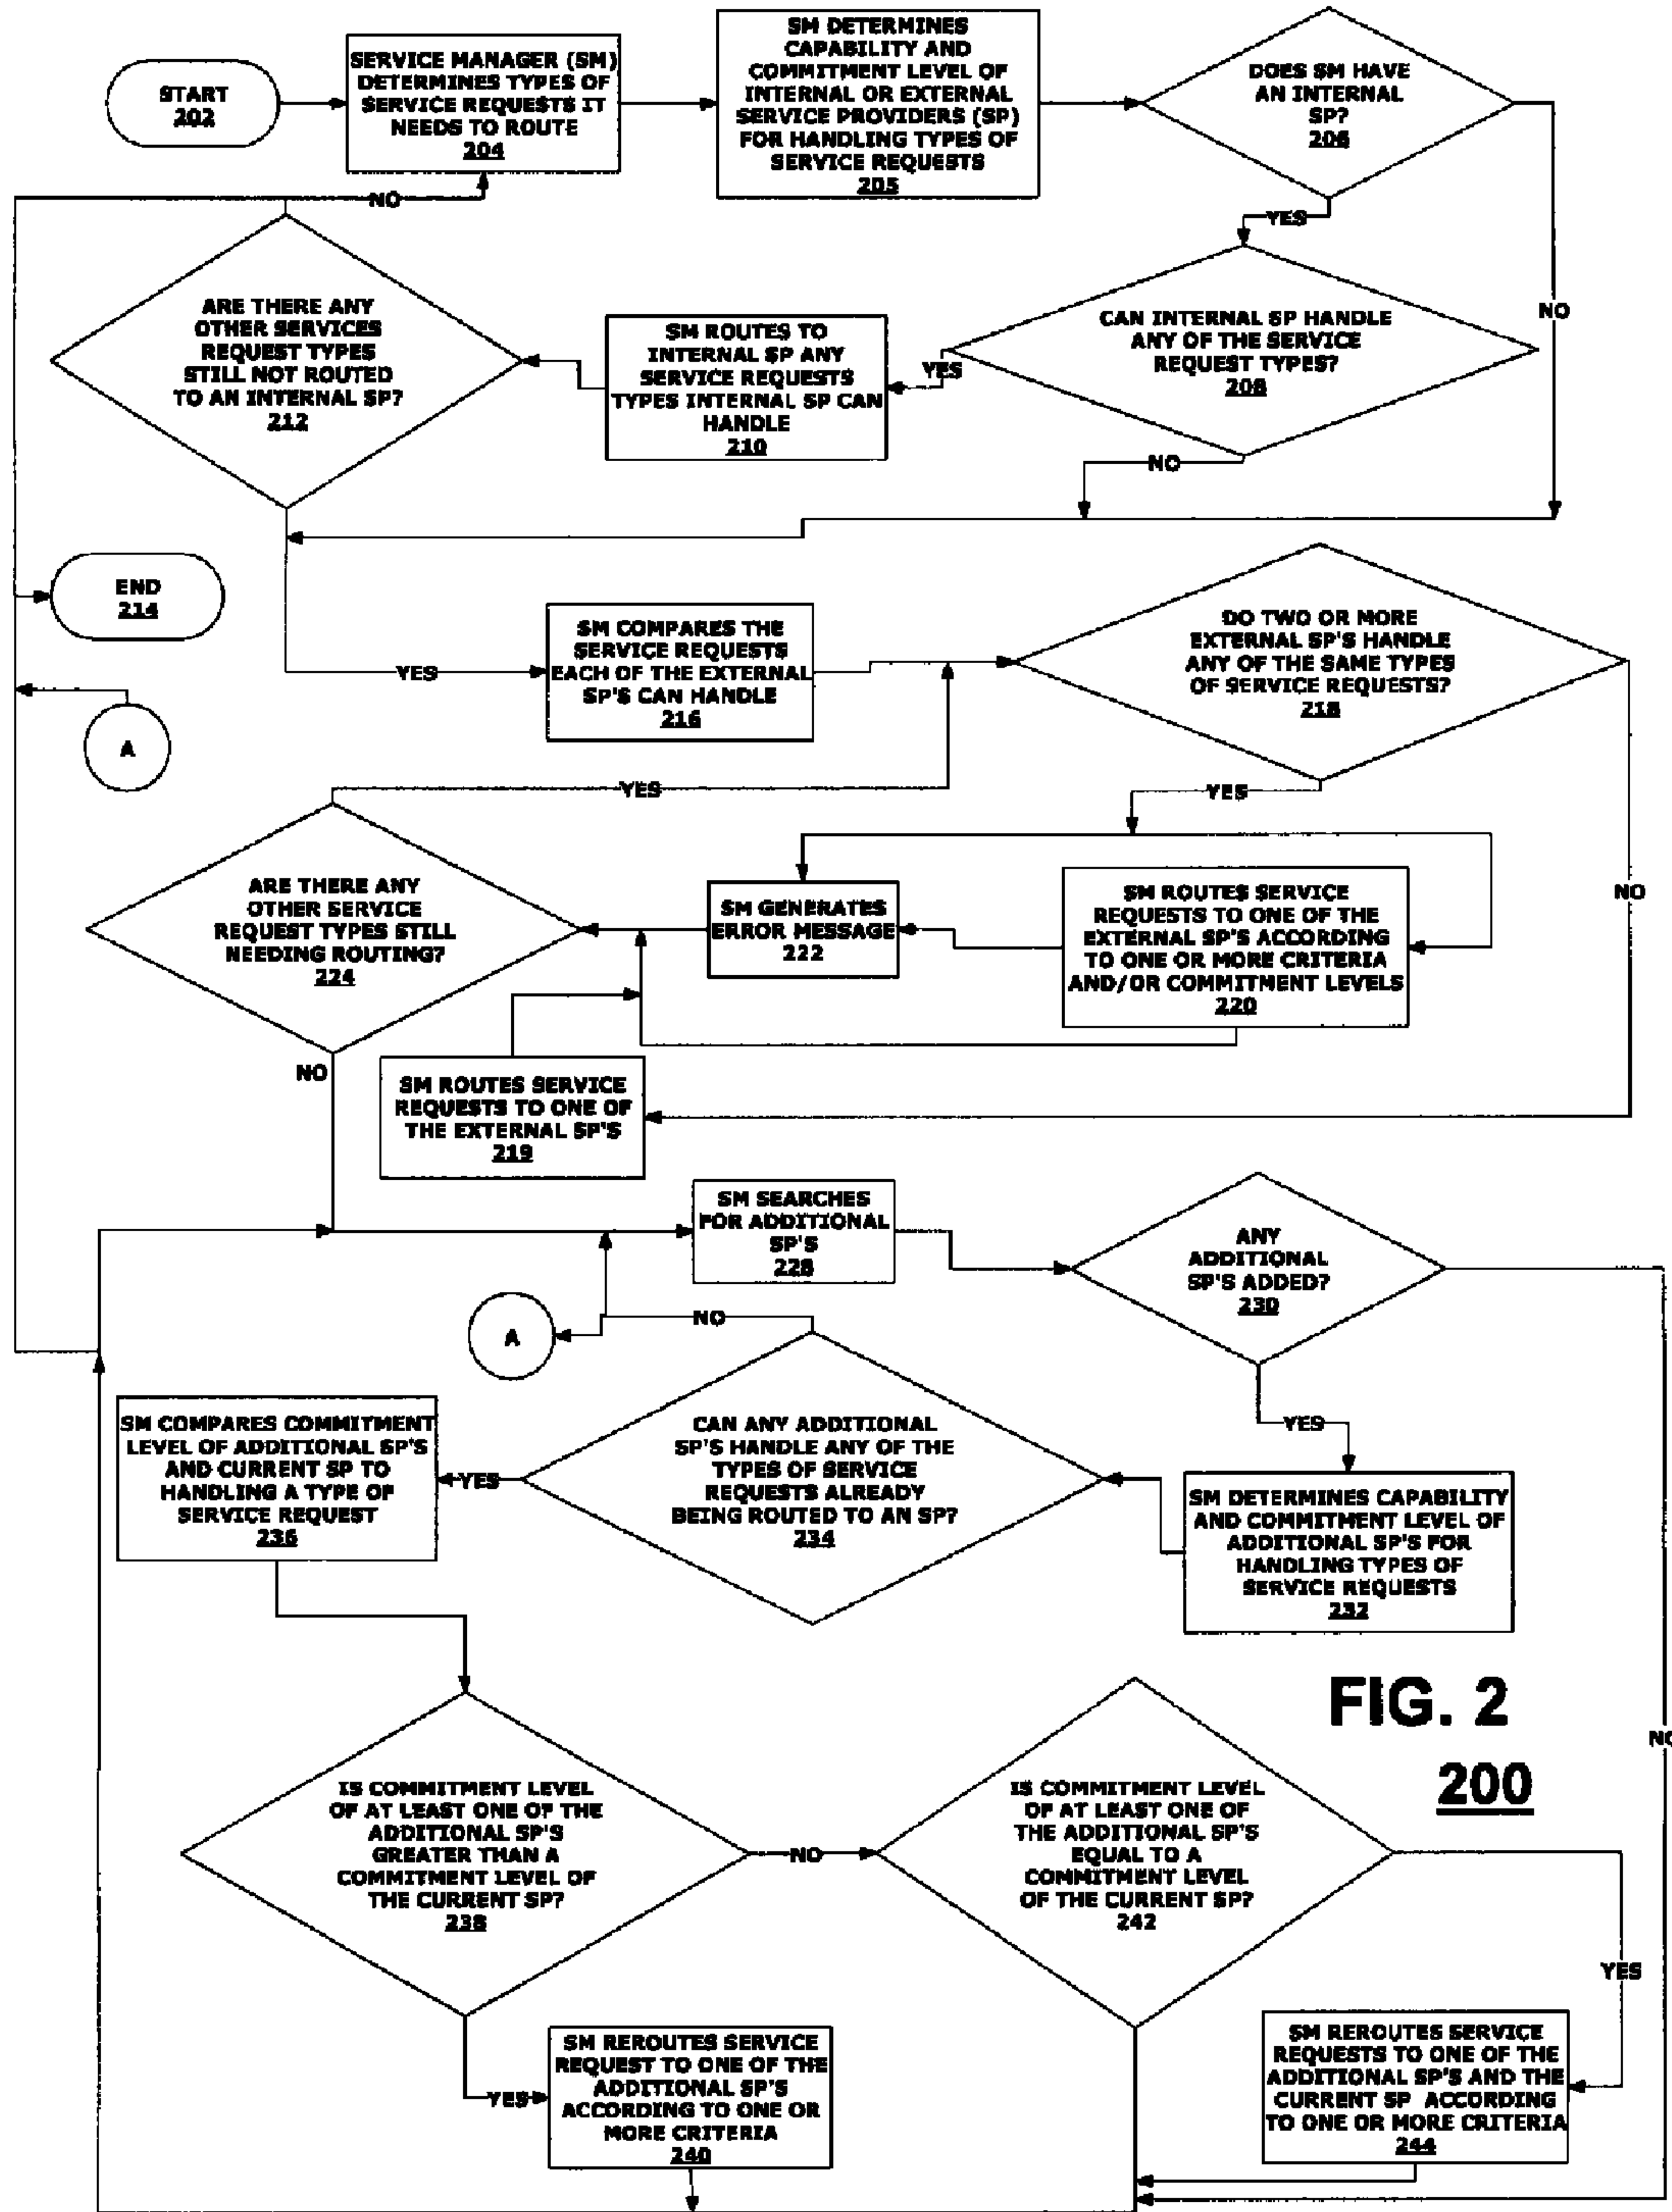 START
202
SERVICE MANAGER (SM)
DETERMINES TYPES OF
SERVICE REQUESTS IT
NEEDS TO ROUTE
204
SM DETERMINES
CAPABILITY AND
COMMITMENT LEVEL OF
INTERNAL OR EXTERNAL
SERVICE PROVIDERS (SP)
FOR HANDLING TYPES OF
SERVICE REQUESTS
205
DOES SM HAVE
AN INTERNAL
SP?
206
NO
YES
NO
ARE THERE ANY
OTHER SERVICES
REQUEST TYPES
STILL NOT ROUTED
TO AN INTERNAL SP?
212
SM ROUTES TO
INTERNAL SP ANY
SERVICE REQUESTS
TYPES INTERNAL SP CAN
HANDLE
210
YES
CAN INTERNAL SP HANDLE
ANY OF THE SERVICE
REQUEST TYPES?
208
NO
END
214
YES
SM COMPARES THE
SERVICE REQUESTS
EACH OF THE EXTERNAL
SP'S CAN HANDLE
216
DO TWO OR MORE
EXTERNAL SP'S HANDLE
ANY OF THE SAME TYPES
OF SERVICE REQUESTS?
218
A
YES
YES
NO
ARE THERE ANY
OTHER SERVICE
REQUEST TYPES STILL
NEEDING ROUTING?
224
SM GENERATES
ERROR MESSAGE
222
SM ROUTES SERVICE
REQUESTS TO ONE OF THE
EXTERNAL SP'S ACCORDING
TO ONE OR MORE CRITERIA
AND/OR COMMITMENT LEVELS
220
NO
SM ROUTES SERVICE
REQUESTS TO ONE OF
THE EXTERNAL SP'S
219
SM SEARCHES
FOR ADDITIONAL
SP'S
228
ANY
ADDITIONAL
SP'S ADDED?
230
A
NO
YES
SM COMPARES COMMITMENT
LEVEL OF ADDITIONAL SP'S
AND CURRENT SP TO
HANDLING A TYPE OF
SERVICE REQUEST
236
YES
CAN ANY ADDITIONAL
SP'S HANDLE ANY OF THE
TYPES OF SERVICE
REQUESTS ALREADY
BEING ROUTED TO AN SP?
234
SM DETERMINES CAPABILITY
AND COMMITMENT LEVEL OF
ADDITIONAL SP'S FOR
HANDLING TYPES OF
SERVICE REQUESTS
232
FIG. 2
200
NO
IS COMMITMENT LEVEL
OF AT LEAST ONE OF THE
ADDITIONAL SP'S
GREATER THAN A
COMMITMENT LEVEL OF
THE CURRENT SP?
238
NO
IS COMMITMENT LEVEL
OF AT LEAST ONE OF
THE ADDITIONAL SP'S
EQUAL TO A
COMMITMENT LEVEL
OF THE CURRENT SP?
242
YES
YES
SM REROUTES SERVICE
REQUEST TO ONE OF THE
ADDITIONAL SP'S
ACCORDING TO ONE OR
MORE CRITERIA
240
SM REROUTES SERVICE
REQUESTS TO ONE OF THE
ADDITIONAL SP'S AND THE
CURRENT SP ACCORDING
TO ONE OR MORE CRITERIA
244